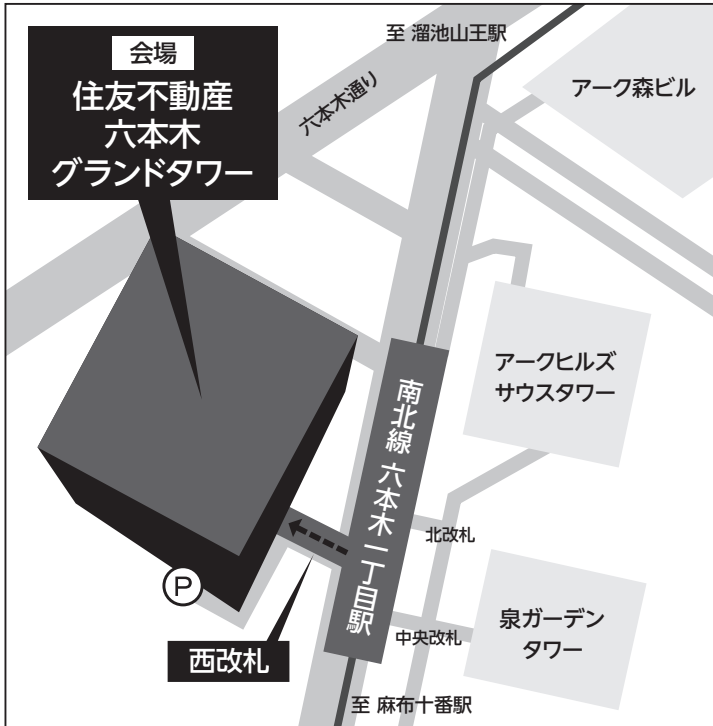 会場
住友不動産
六本木
グランドタワー
至 溜池山王駅
六本木通り
アーク森ビル
アークヒルズ
サウスタワー
南北線 六本木一丁目駅
北改札
中央改札
泉ガーデン
タワー
P
西改札
至 麻布十番駅